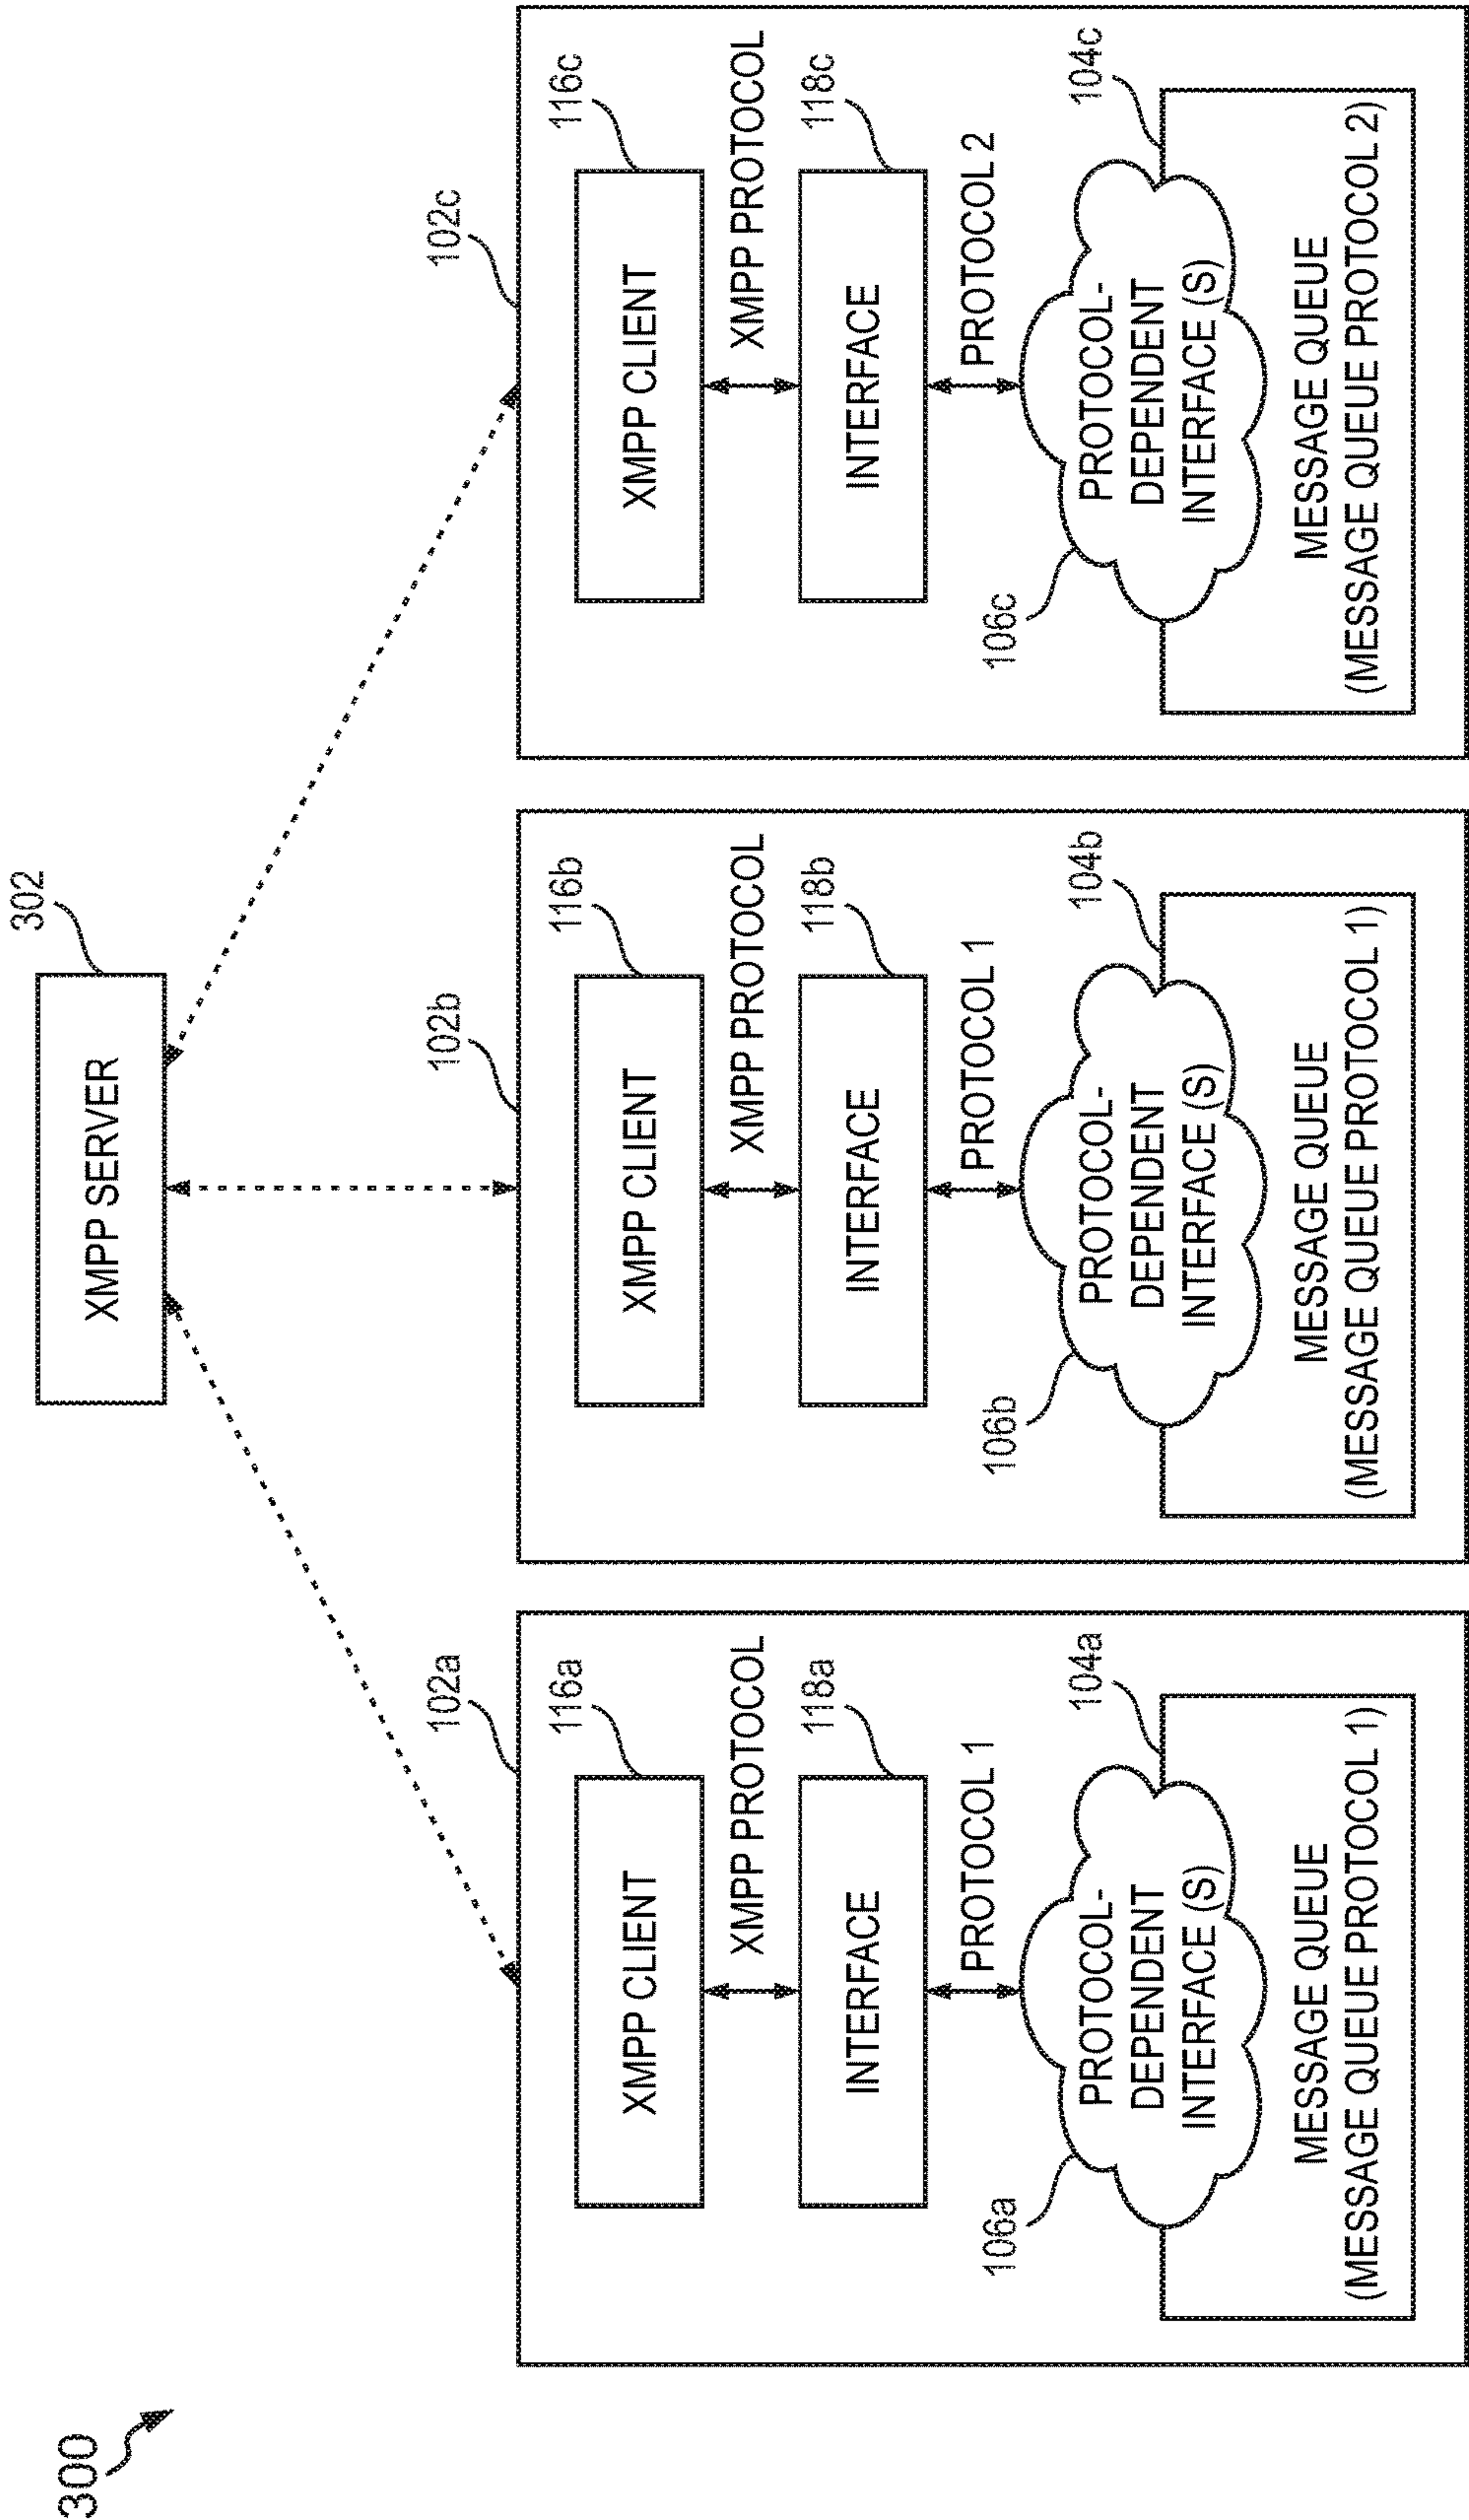 300
302
XMPP SERVER
102a
116a
XMPP CLIENT
XMPP PROTOCOL
118a
INTERFACE
PROTOCOL 1
106a
104a
PROTOCOL-
DEPENDENT
INTERFACE (S)
MESSAGE QUEUE
(MESSAGE QUEUE PROTOCOL 1)
102b
116b
XMPP CLIENT
XMPP PROTOCOL
118b
INTERFACE
PROTOCOL 1
106b
104b
PROTOCOL-
DEPENDENT
INTERFACE (S)
MESSAGE QUEUE
(MESSAGE QUEUE PROTOCOL 1)
102c
116c
XMPP CLIENT
XMPP PROTOCOL
118c
INTERFACE
PROTOCOL 2
106c
104c
PROTOCOL-
DEPENDENT
INTERFACE (S)
MESSAGE QUEUE
(MESSAGE QUEUE PROTOCOL 2)